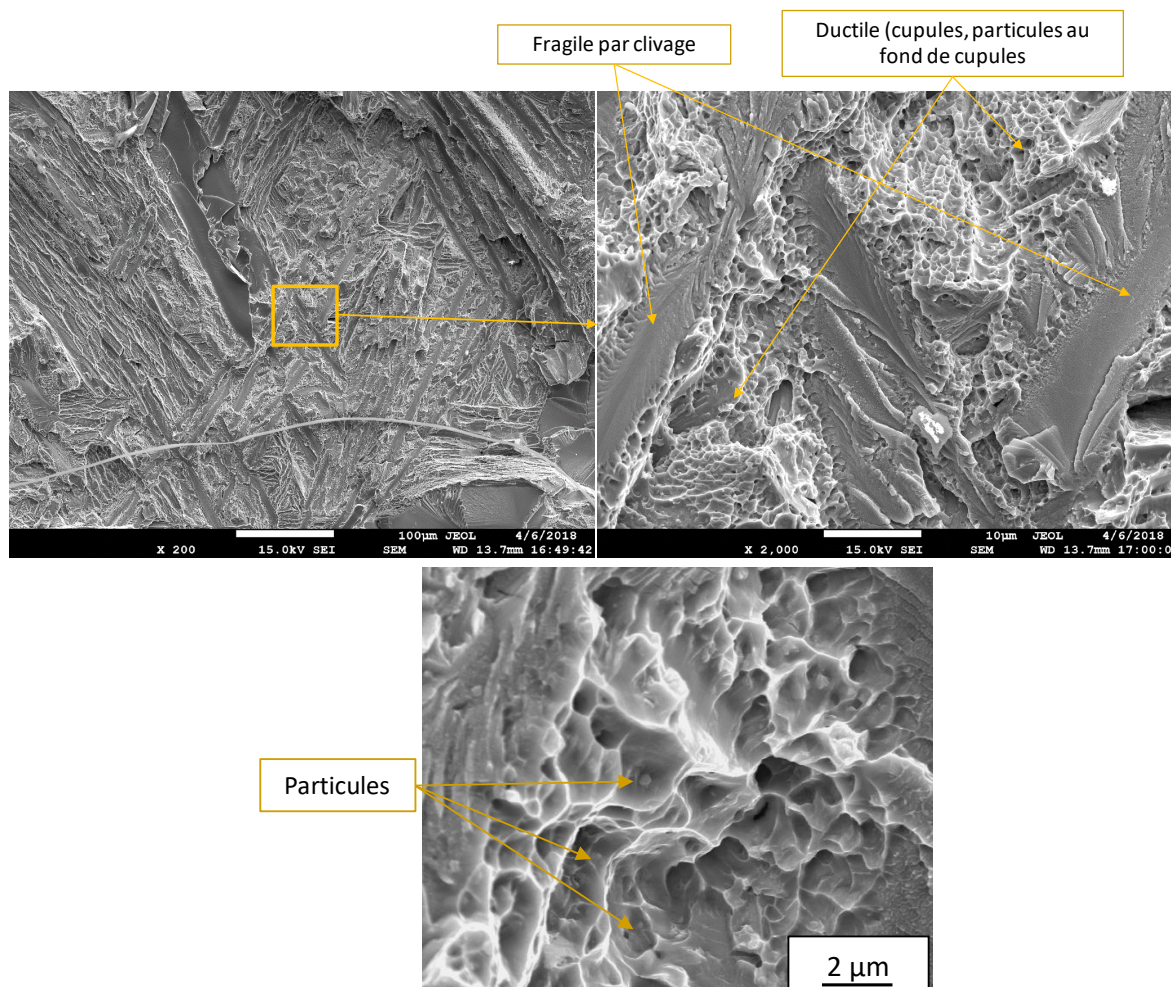 Fragile par clivage
Ductile (cupules, particules au
fond de cupules
100µm JEOL 4/6/2018
X 200 15.0kV SEI SEM WD 13.7mm 16:49:42
10µm JEOL 4/6/2018
X 2,000 15.0kV SEI SEM WD 13.7mm 17:00:0
Particules
2 µm